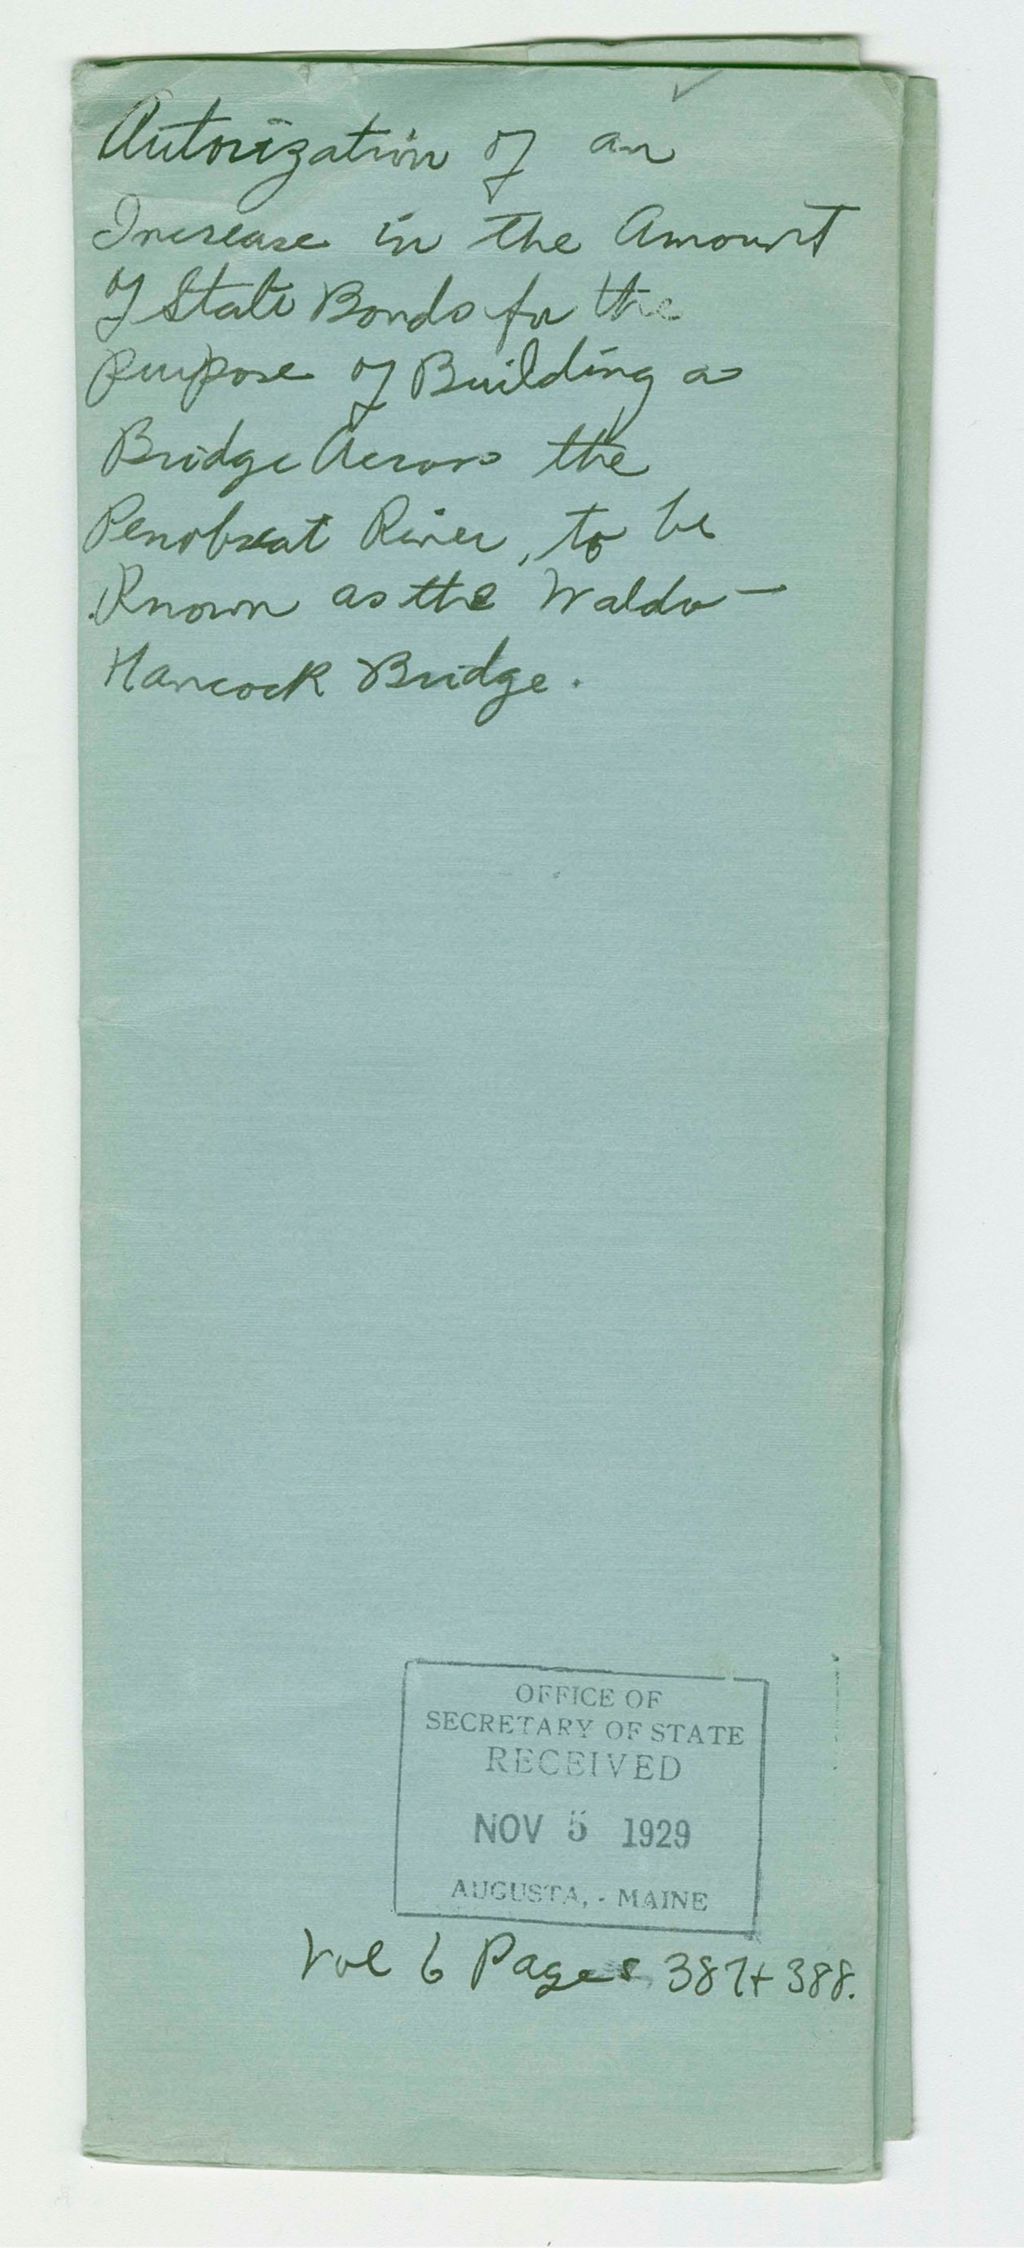 Autorization of an
Increase in the Amount
of State Bonds for the
Purpose of Building a
Bridge Across the
Penobscot River, to be
Known as the Waldo-
Hancock Bridge.
OFFICE OF
SECRETARY OF STATE
RECEIVED
NOV 5 1929
AUGUSTA, - MAINE
Vol 6 Pages 387 + 388.